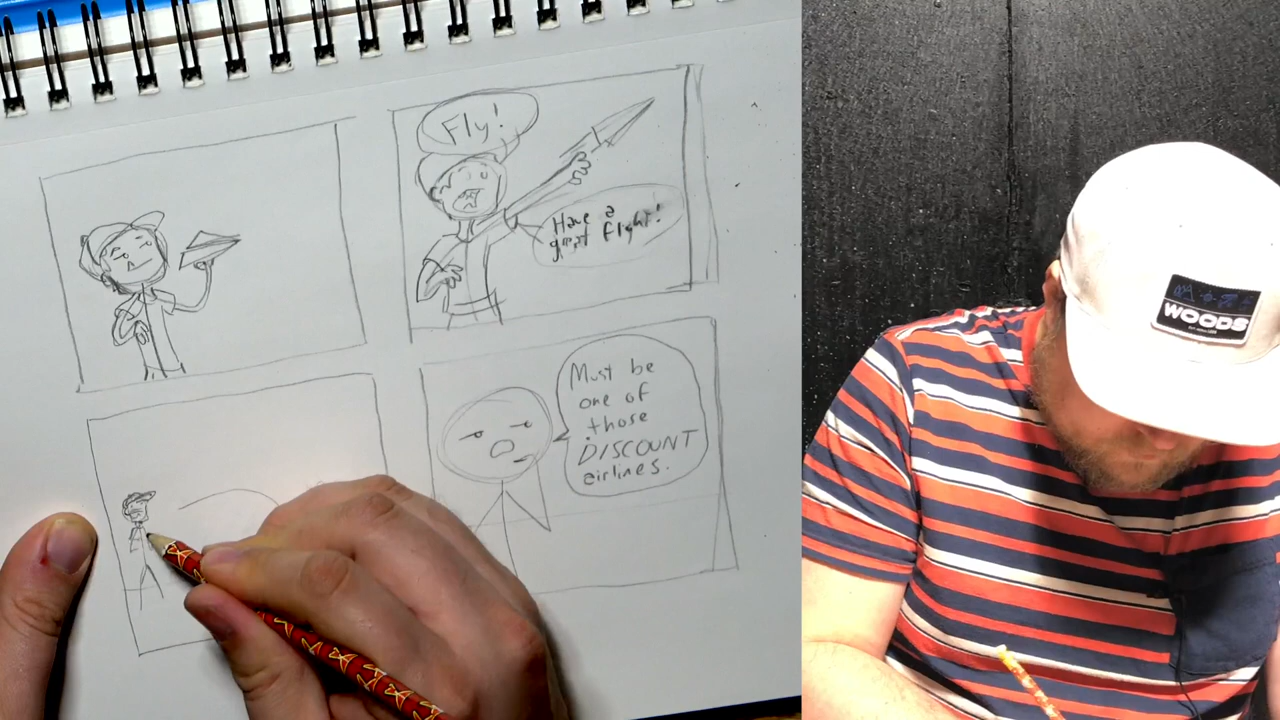 Fly!
Have a
great flight!
Must be
one of
those
DISCOUNT
airlines.
WOODS